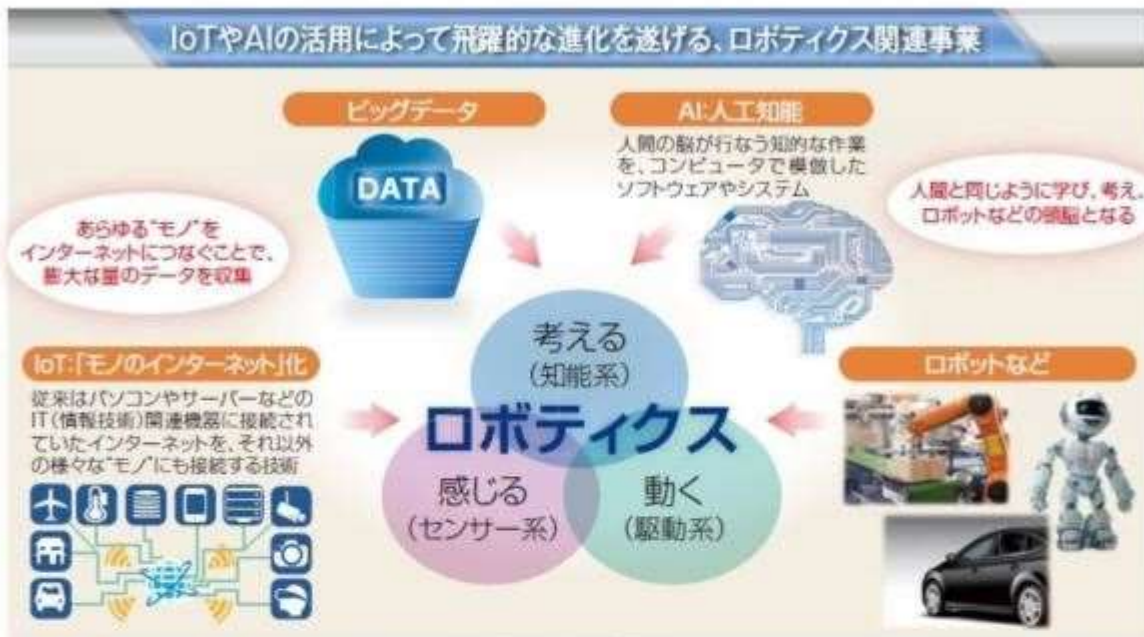 IoTやAIの活用によって飛躍的な進化を遂げる、ロボティクス関連事業
ビッグデータ
DATA
AI:人工知能
人間の脳が行なう知的な作業
を、コンピュータで模倣した
ソフトウェアやシステム
人間と同じように学び、考え、
ロボットなどの頭脳となる
あらゆる“モノ”を
インターネットにつなぐことで、
膨大な量のデータを収集
IoT:「モノのインターネット」化
従来はパソコンやサーバーなどの
IT(情報技術)関連機器に接続され
ていたインターネットを、それ以外
の様々な“モノ”にも接続する技術
考える
(知能系)
ロボティクス
感じる
(センサー系)
動く
(駆動系)
ロボットなど